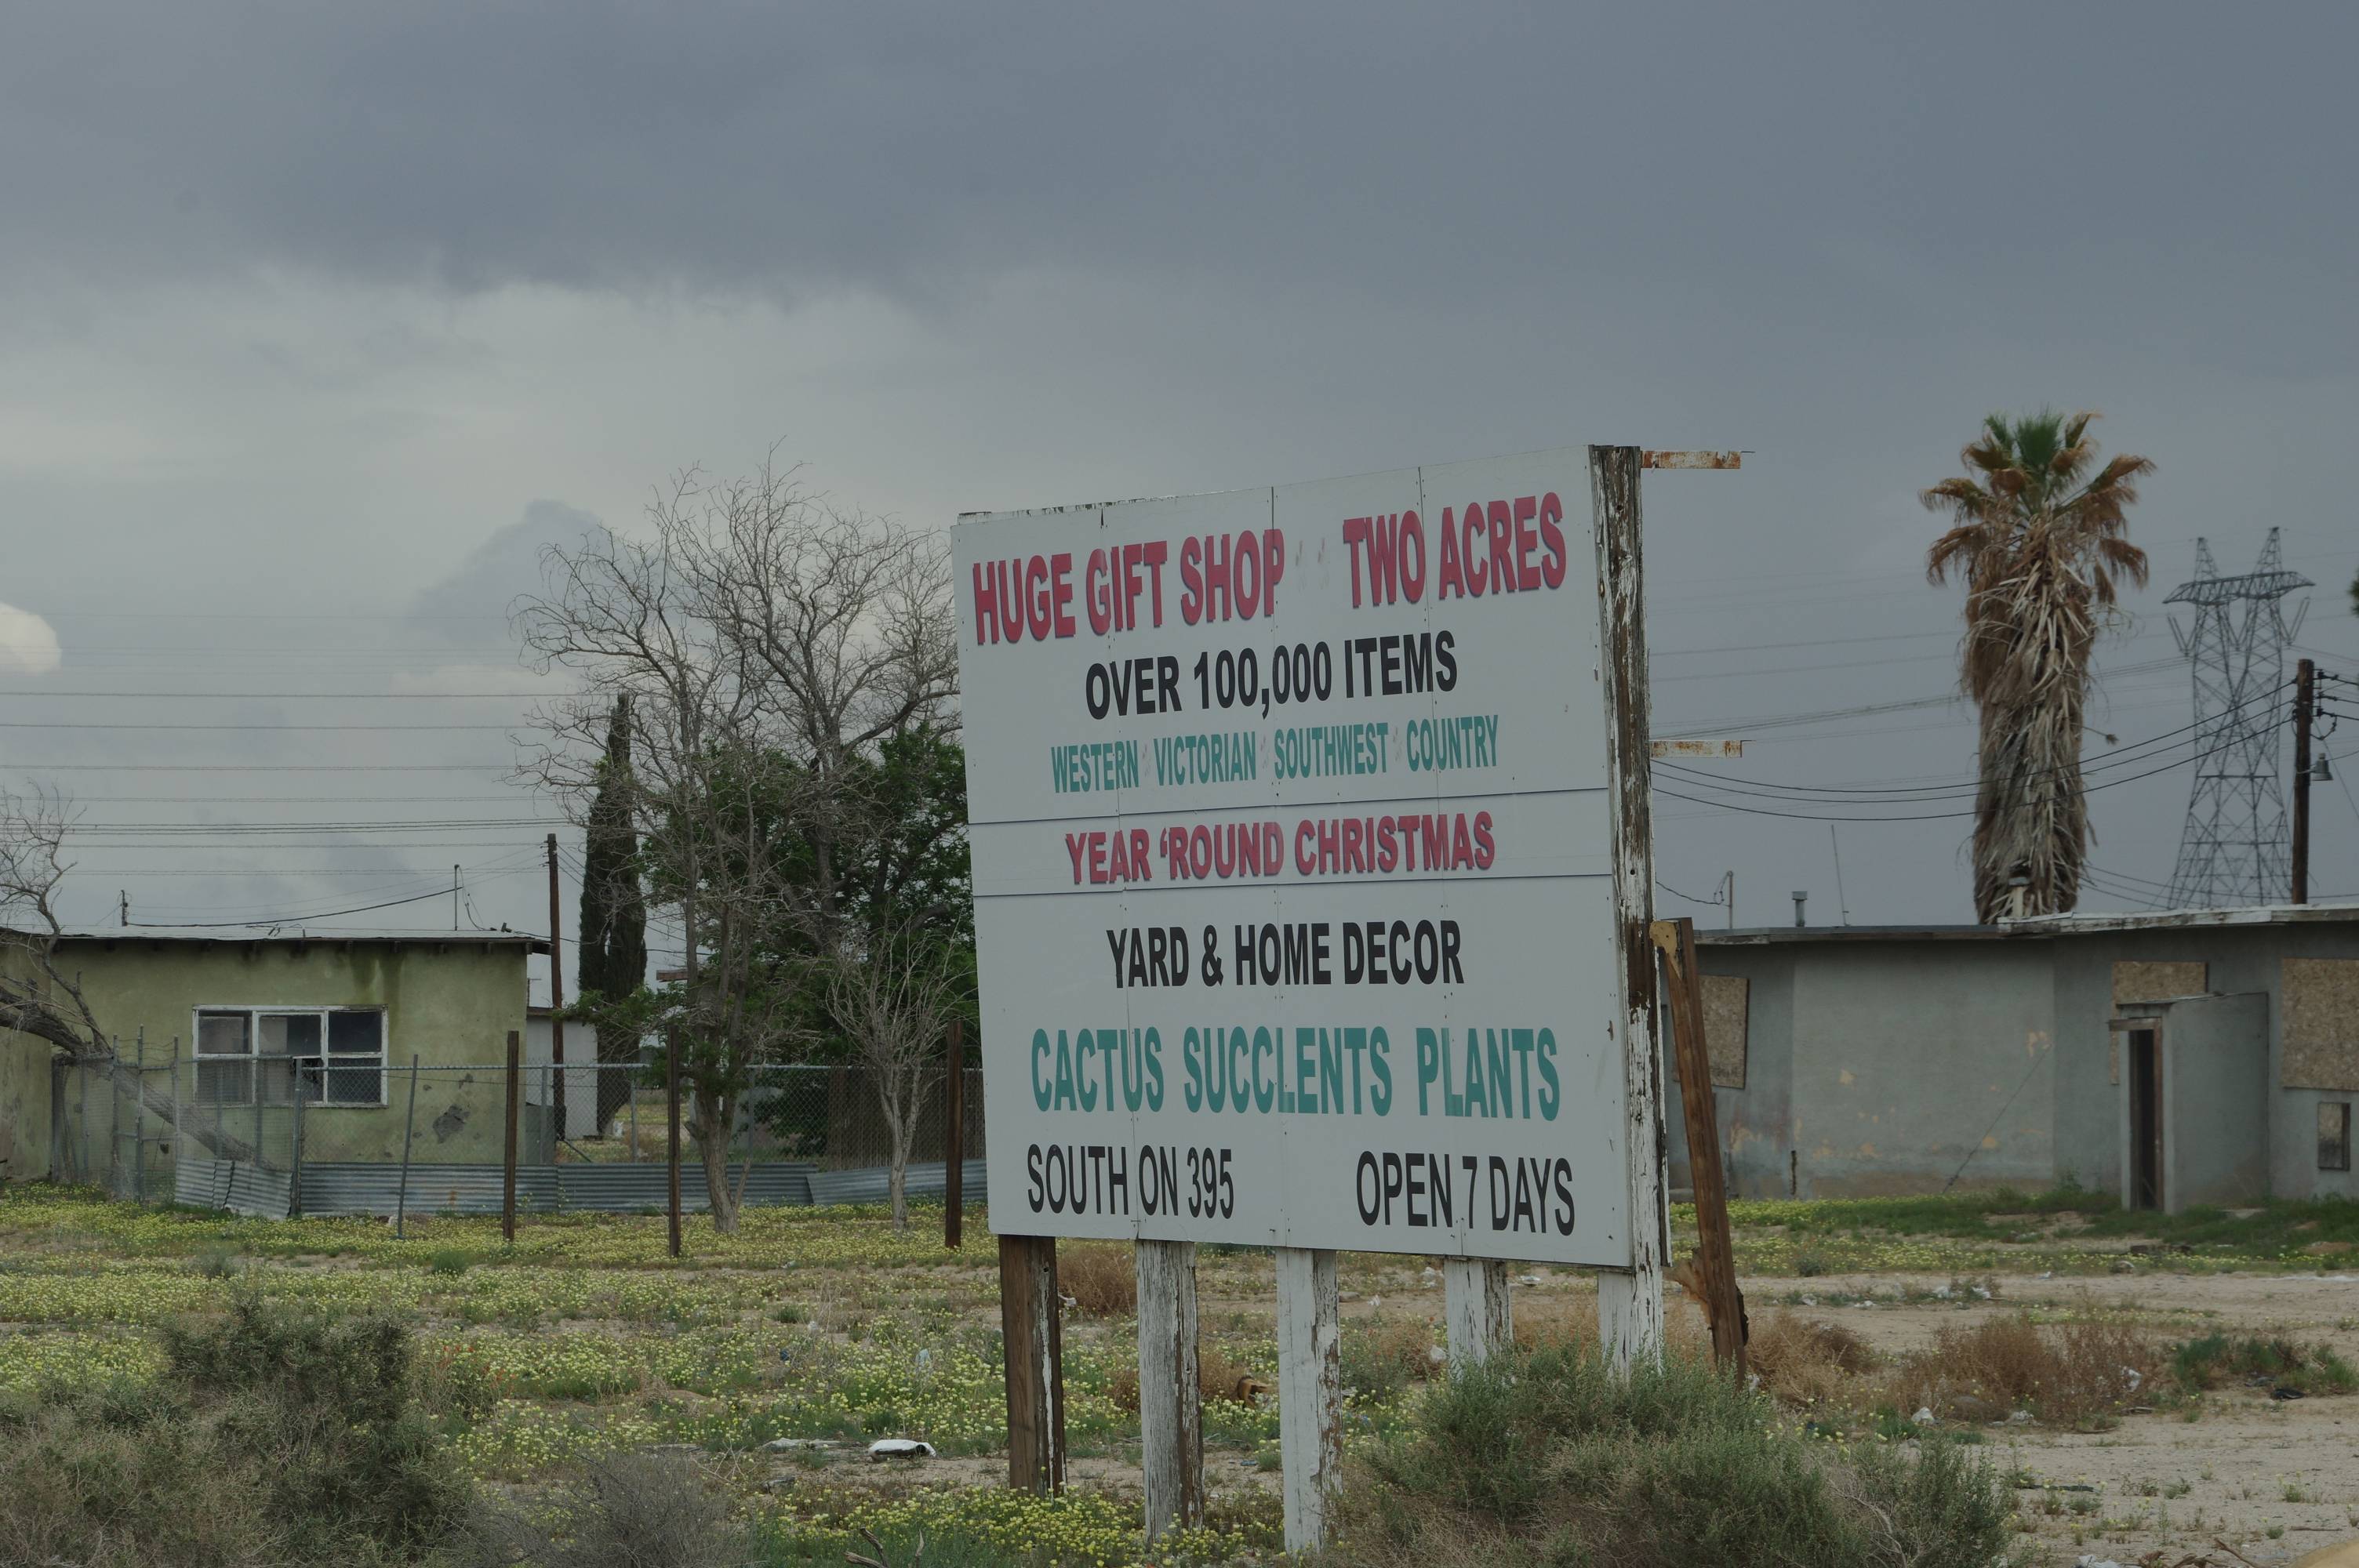 HUGE GIFT SHOP TWO ACRES
OVER 100,000 ITEMS
WESTERN VICTORIAN SOUTHWEST COUNTRY
YEAR ‘ROUND CHRISTMAS
YARD & HOME DECOR
CACTUS SUCCLENTS PLANTS
SOUTH ON 395 OPEN 7 DAYS